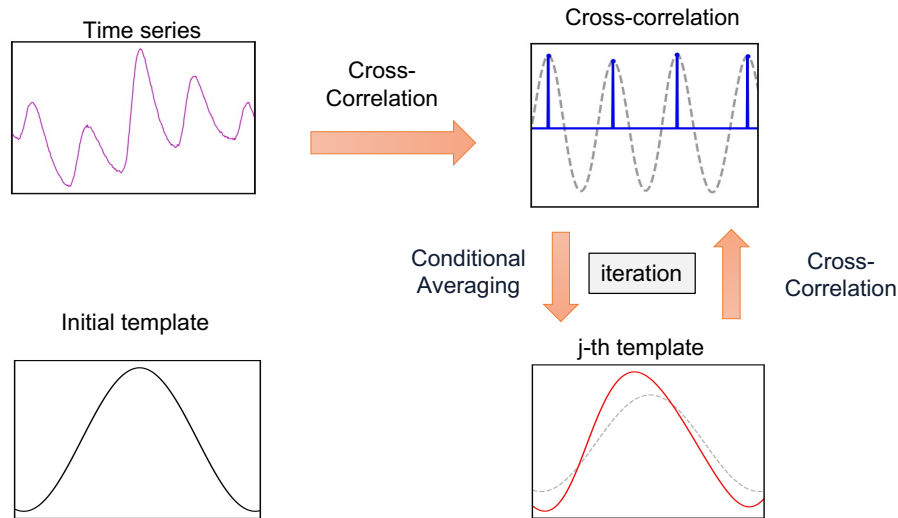 Time series
Cross-
Correlation
Cross-correlation
Conditional
Averaging
iteration
Cross-
Correlation
Initial template
j-th template